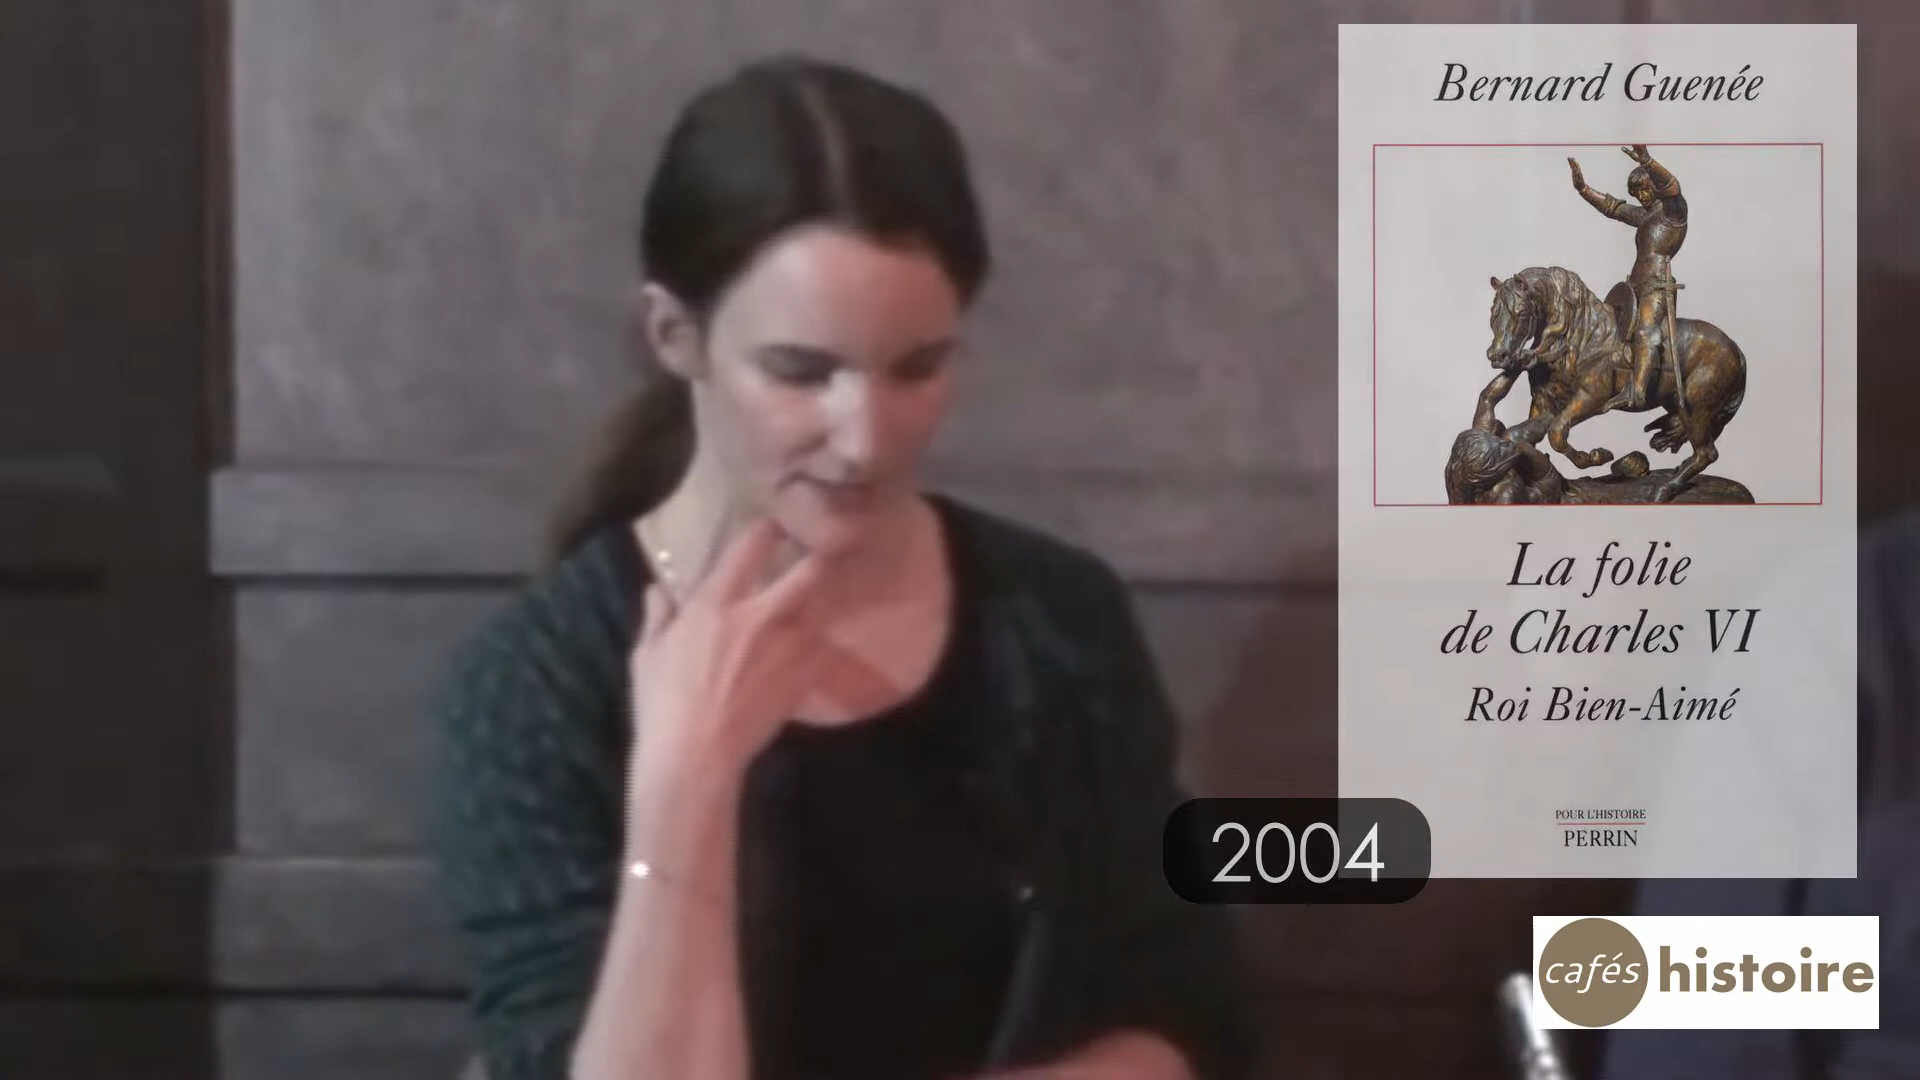 Bernard Guenée
La folie
de Charles VI
Roi Bien-Aimé
POUR L'HISTOIRE
PERRIN
2004
cafés histoire